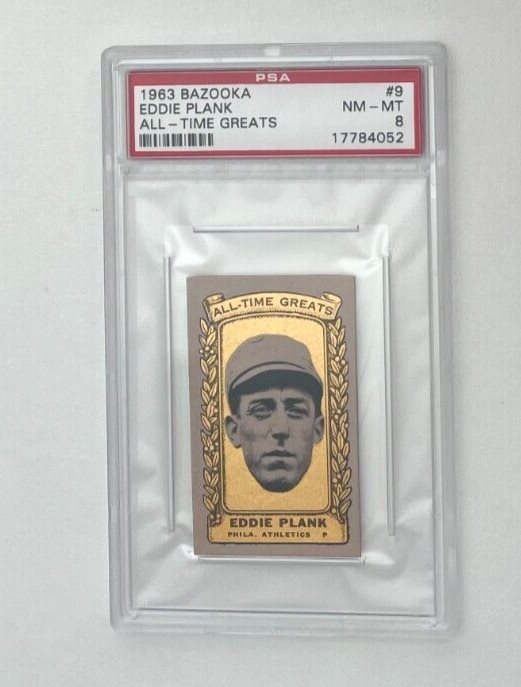 PSA
1963 BAZOOKA #9
EDDIE PLANK NM – MT
ALL – TIME GREATS 8
17784052
ALL-TIME GREATS
EDDIE PLANK
PHILA. ATHLETICS P